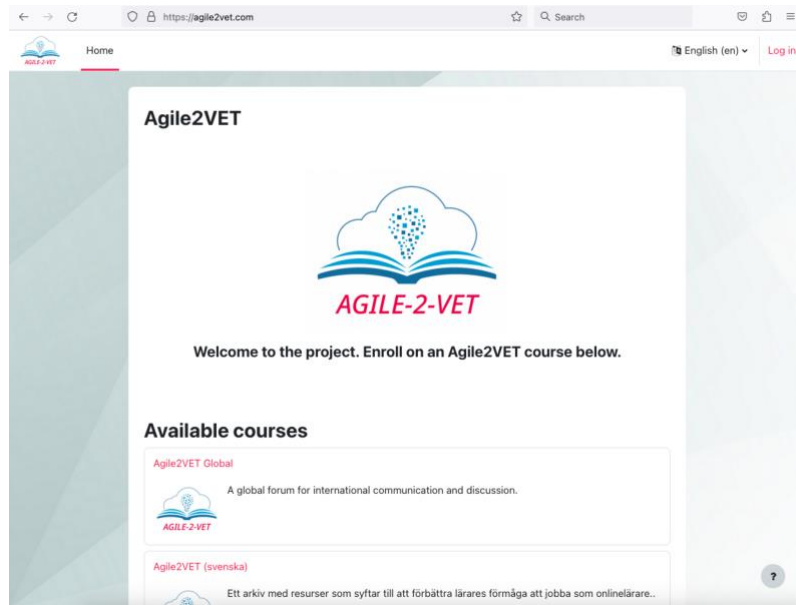 https://agile2vet.com
Search
AGILE-2-VET
Home
English (en)
Log in
Agile2VET
AGILE-2-VET
Welcome to the project. Enroll on an Agile2VET course below.
Available courses
Agile2VET Global
A global forum for international communication and discussion.
AGILE-2-VET
Agile2VET (svenska)
Ett arkiv med resurser som syftar till att förbättra lärares förmåga att jobba som onlinelärare..
?